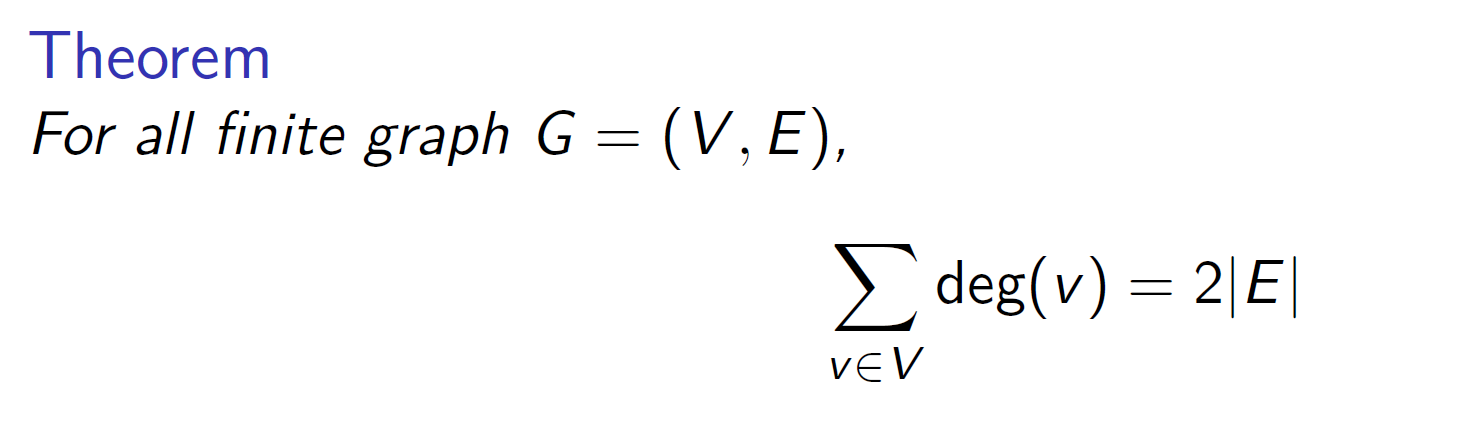 Theorem
For all finite graph G = (V, E),
∑ deg(v) = 2|E|
v∈V